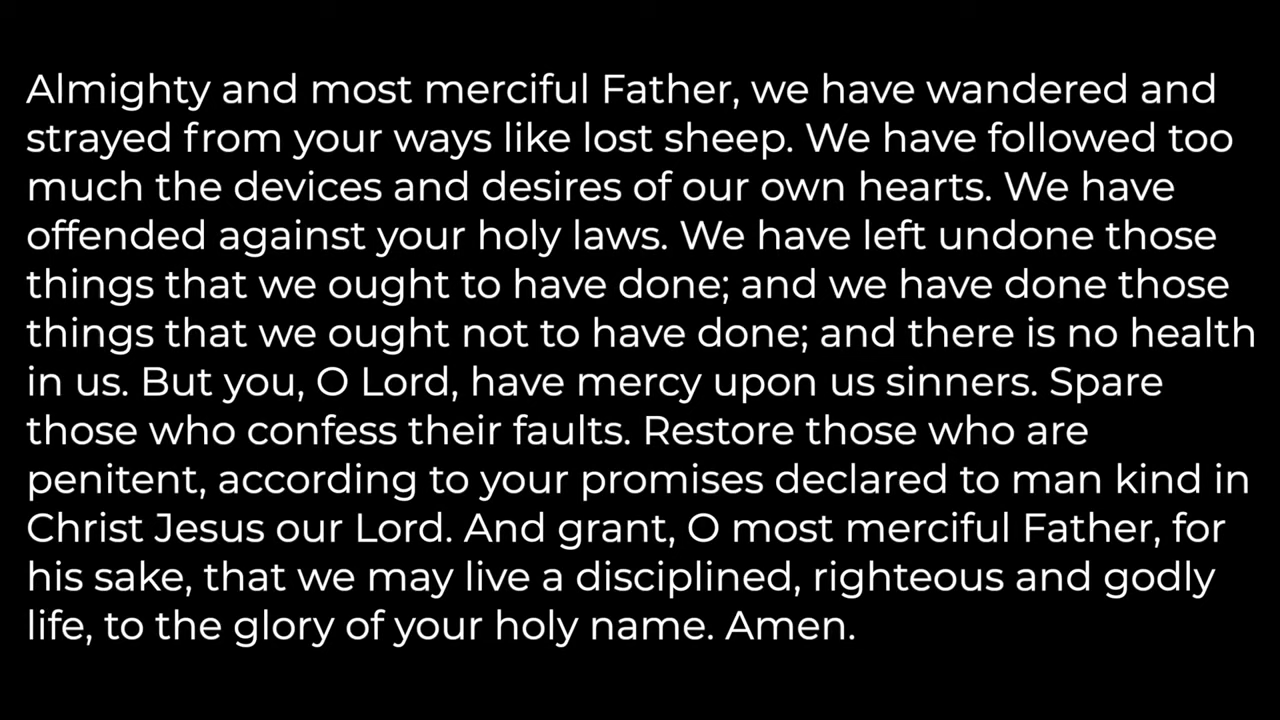 Almighty and most merciful Father, we have wandered and
strayed from your ways like lost sheep. We have followed too
much the devices and desires of our own hearts. We have
offended against your holy laws. We have left undone those
things that we ought to have done; and we have done those
things that we ought not to have done; and there is no health
in us. But you, O Lord, have mercy upon us sinners. Spare
those who confess their faults. Restore those who are
penitent, according to your promises declared to man kind in
Christ Jesus our Lord. And grant, O most merciful Father, for
his sake, that we may live a disciplined, righteous and godly
life, to the glory of your holy name. Amen.